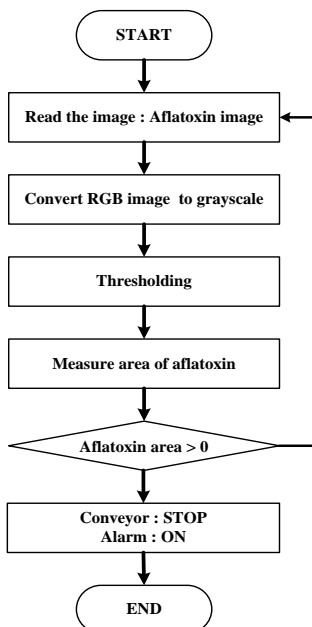 START
Read the image : Aflatoxin image
Convert RGB image to grayscale
Thresholding
Measure area of aflatoxin
Aflatoxin area > 0
Conveyor : STOP
Alarm : ON
END